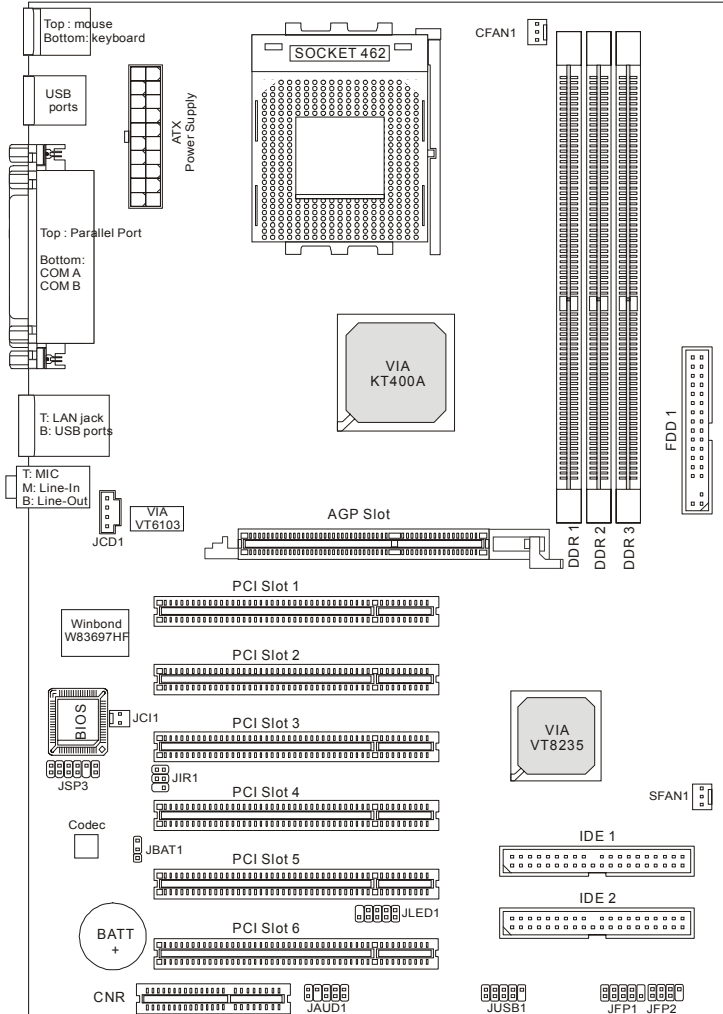 Top : mouse
Bottom: keyboard
USB
ports
ATX
Power Supply
SOCKET 462
CFAN1
Top : Parallel Port
Bottom:
COM A
COM B
VIA
KT400A
FDD 1
T: LAN jack
B: USB ports
T: MIC
M: Line-In
B: Line-Out
JCD1
VIA
VT6103
AGP Slot
DDR 1
DDR 2
DDR 3
PCI Slot 1
Winbond
W83697HF
PCI Slot 2
BIOS
JCI1
PCI Slot 3
VIA
VT8235
JSP3
JIR1
PCI Slot 4
SFAN1
Codec
JBAT1
IDE 1
PCI Slot 5
JLED1
IDE 2
BATT
+
PCI Slot 6
CNR
JAUD1
JUSB1
JFP1
JFP2